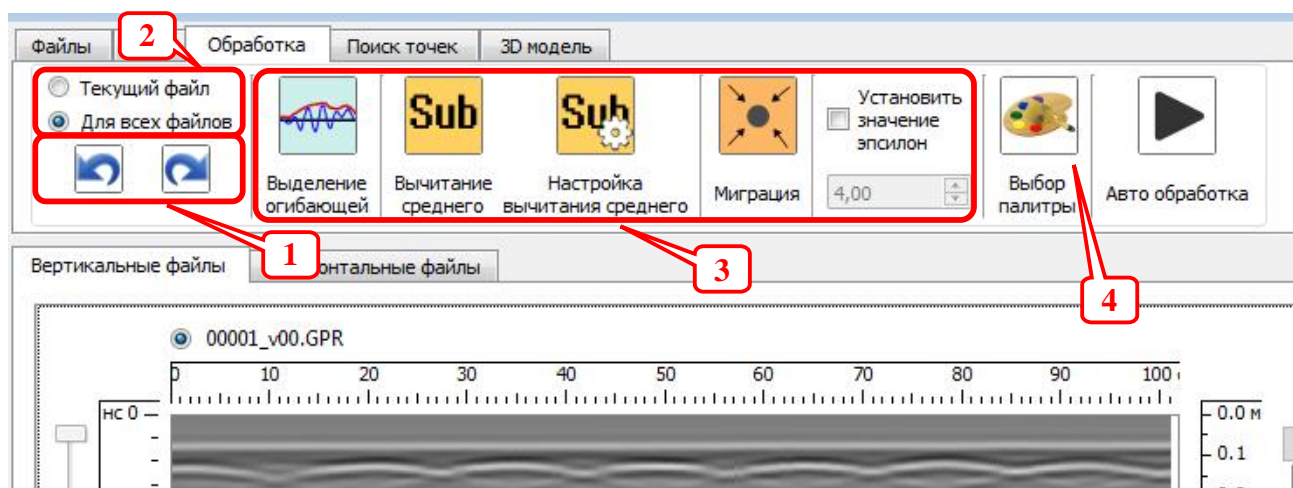 2
Файлы
Обработка
Поиск точек
3D модель
Текущий файл
Для всех файлов
Выделение
огибающей
Sub
Вычитание
среднего
Sub
Настройка
вычитания среднего
Миграция
Установить
значение
эпсилон
4,00
Выбор
палитры
Авто обработка
1
3
4
Вертикальные файлы
онтальные файлы
00001_v00.GPR
0 10 20 30 40 50 60 70 80 90 100
нс 0
0.0 м
0.1